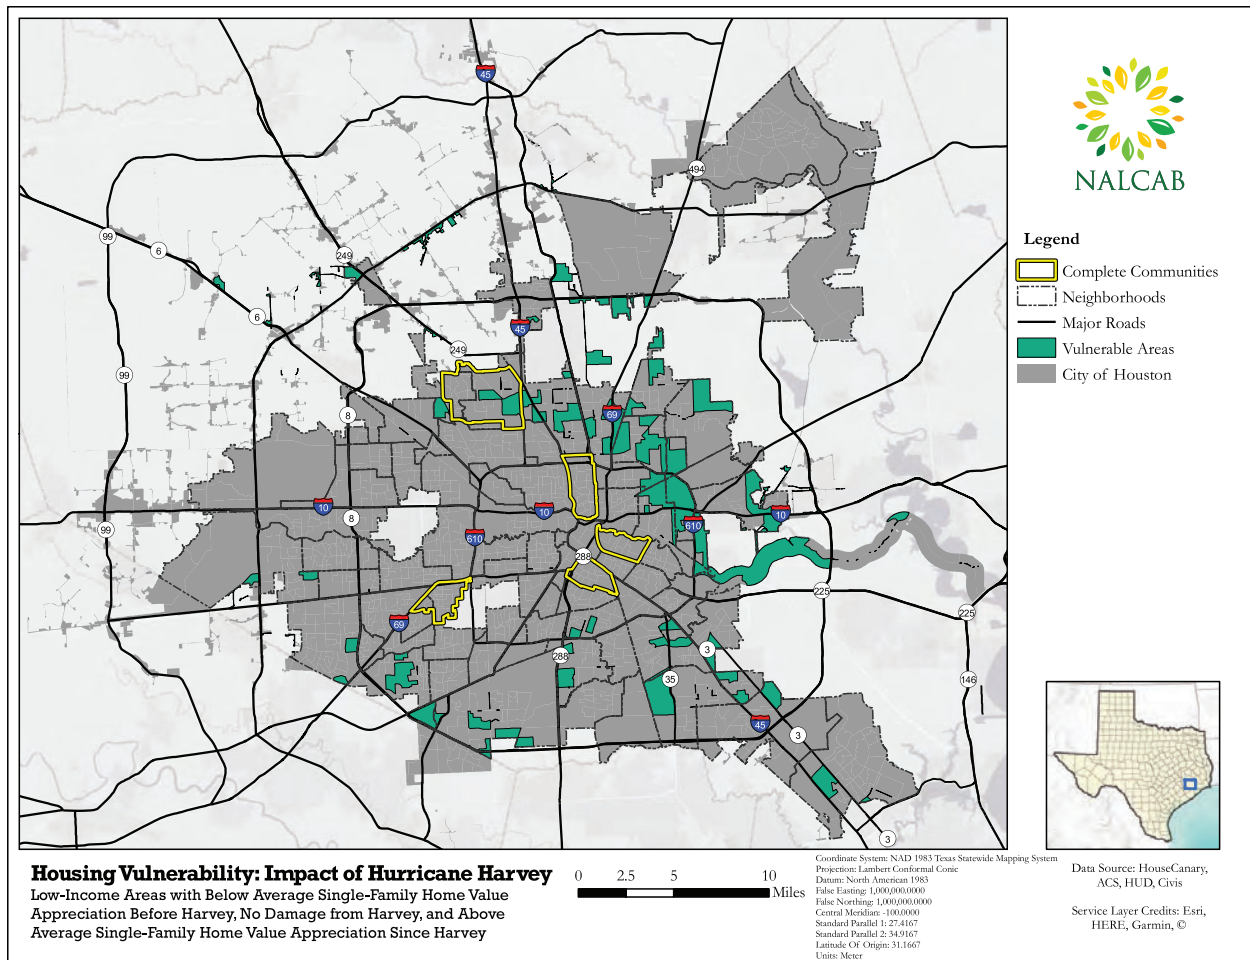 45
494
99
6
249
6
45
249
99
8
69
10
8
10
610
10
99
610
288
225
225
69
3
288
35
146
45
3
3
NALCAB
Legend
Complete Communities
Neighborhoods
Major Roads
Vulnerable Areas
City of Houston
Housing Vulnerability: Impact of Hurricane Harvey
Low-Income Areas with Below Average Single-Family Home Value
Appreciation Before Harvey, No Damage from Harvey, and Above
Average Single-Family Home Value Appreciation Since Harvey
0 2.5 5 10
Miles
Coordinate System: NAD 1983 Texas Statewide Mapping System
Projection: Lambert Conformal Conic
Datum: North American 1983
False Easting: 1,000,000.0000
False Northing: 1,000,000.0000
Central Meridian: -100.0000
Standard Parallel 1: 27.4167
Standard Parallel 2: 34.9167
Latitude Of Origin: 31.1667
Units: Meter
Data Source: HouseCanary,
ACS, HUD, Civis
Service Layer Credits: Esri,
HERE, Garmin, ©